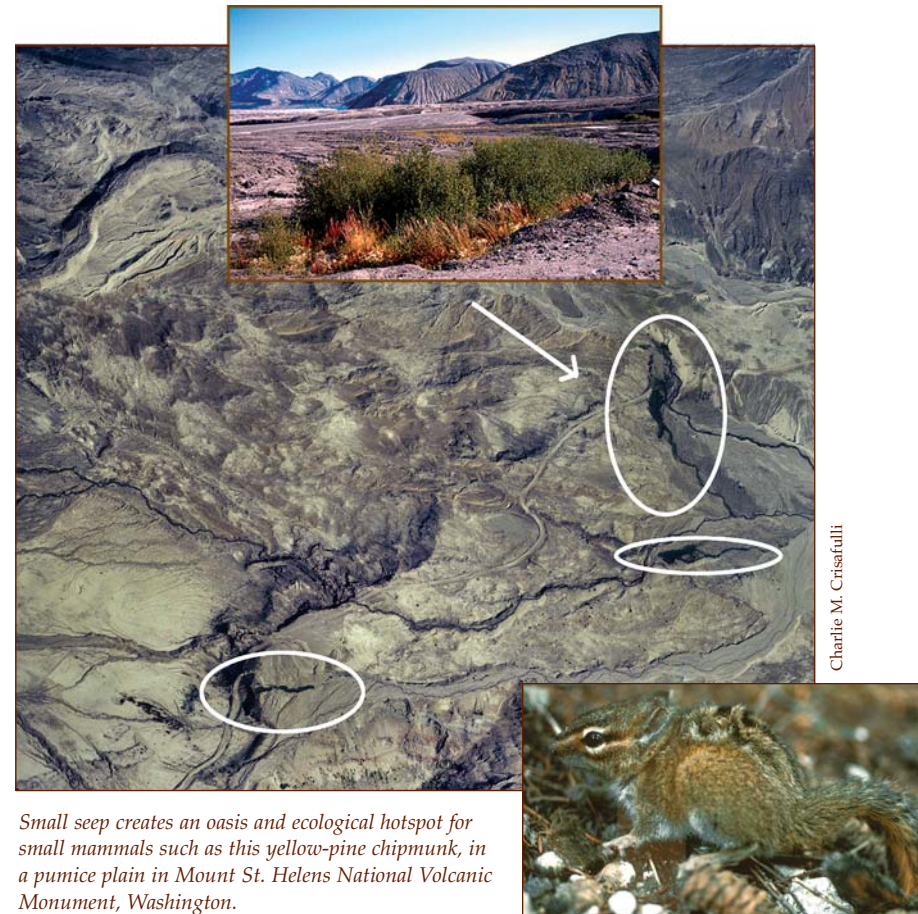 Charlie M. Crisafulli
Small seep creates an oasis and ecological hotspot for
small mammals such as this yellow-pine chipmunk, in
a pumice plain in Mount St. Helens National Volcanic
Monument, Washington.